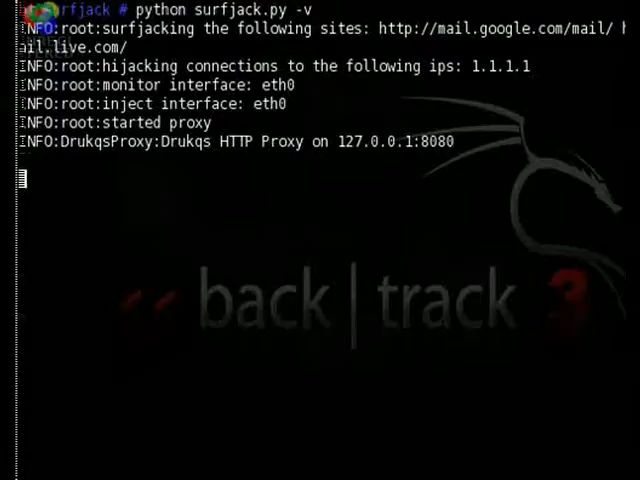 surfjack # python surfjack.py -v
INFO:root:surfjacking the following sites: http://mail.google.com/mail/ h
ail.live.com/
INFO:root:hijacking connections to the following ips: 1.1.1.1
INFO:root:monitor interface: eth0
INFO:root:inject interface: eth0
INFO:root:started proxy
INFO:DrukqsProxy:Drukqs HTTP Proxy on 127.0.0.1:8080
<< back | track 3